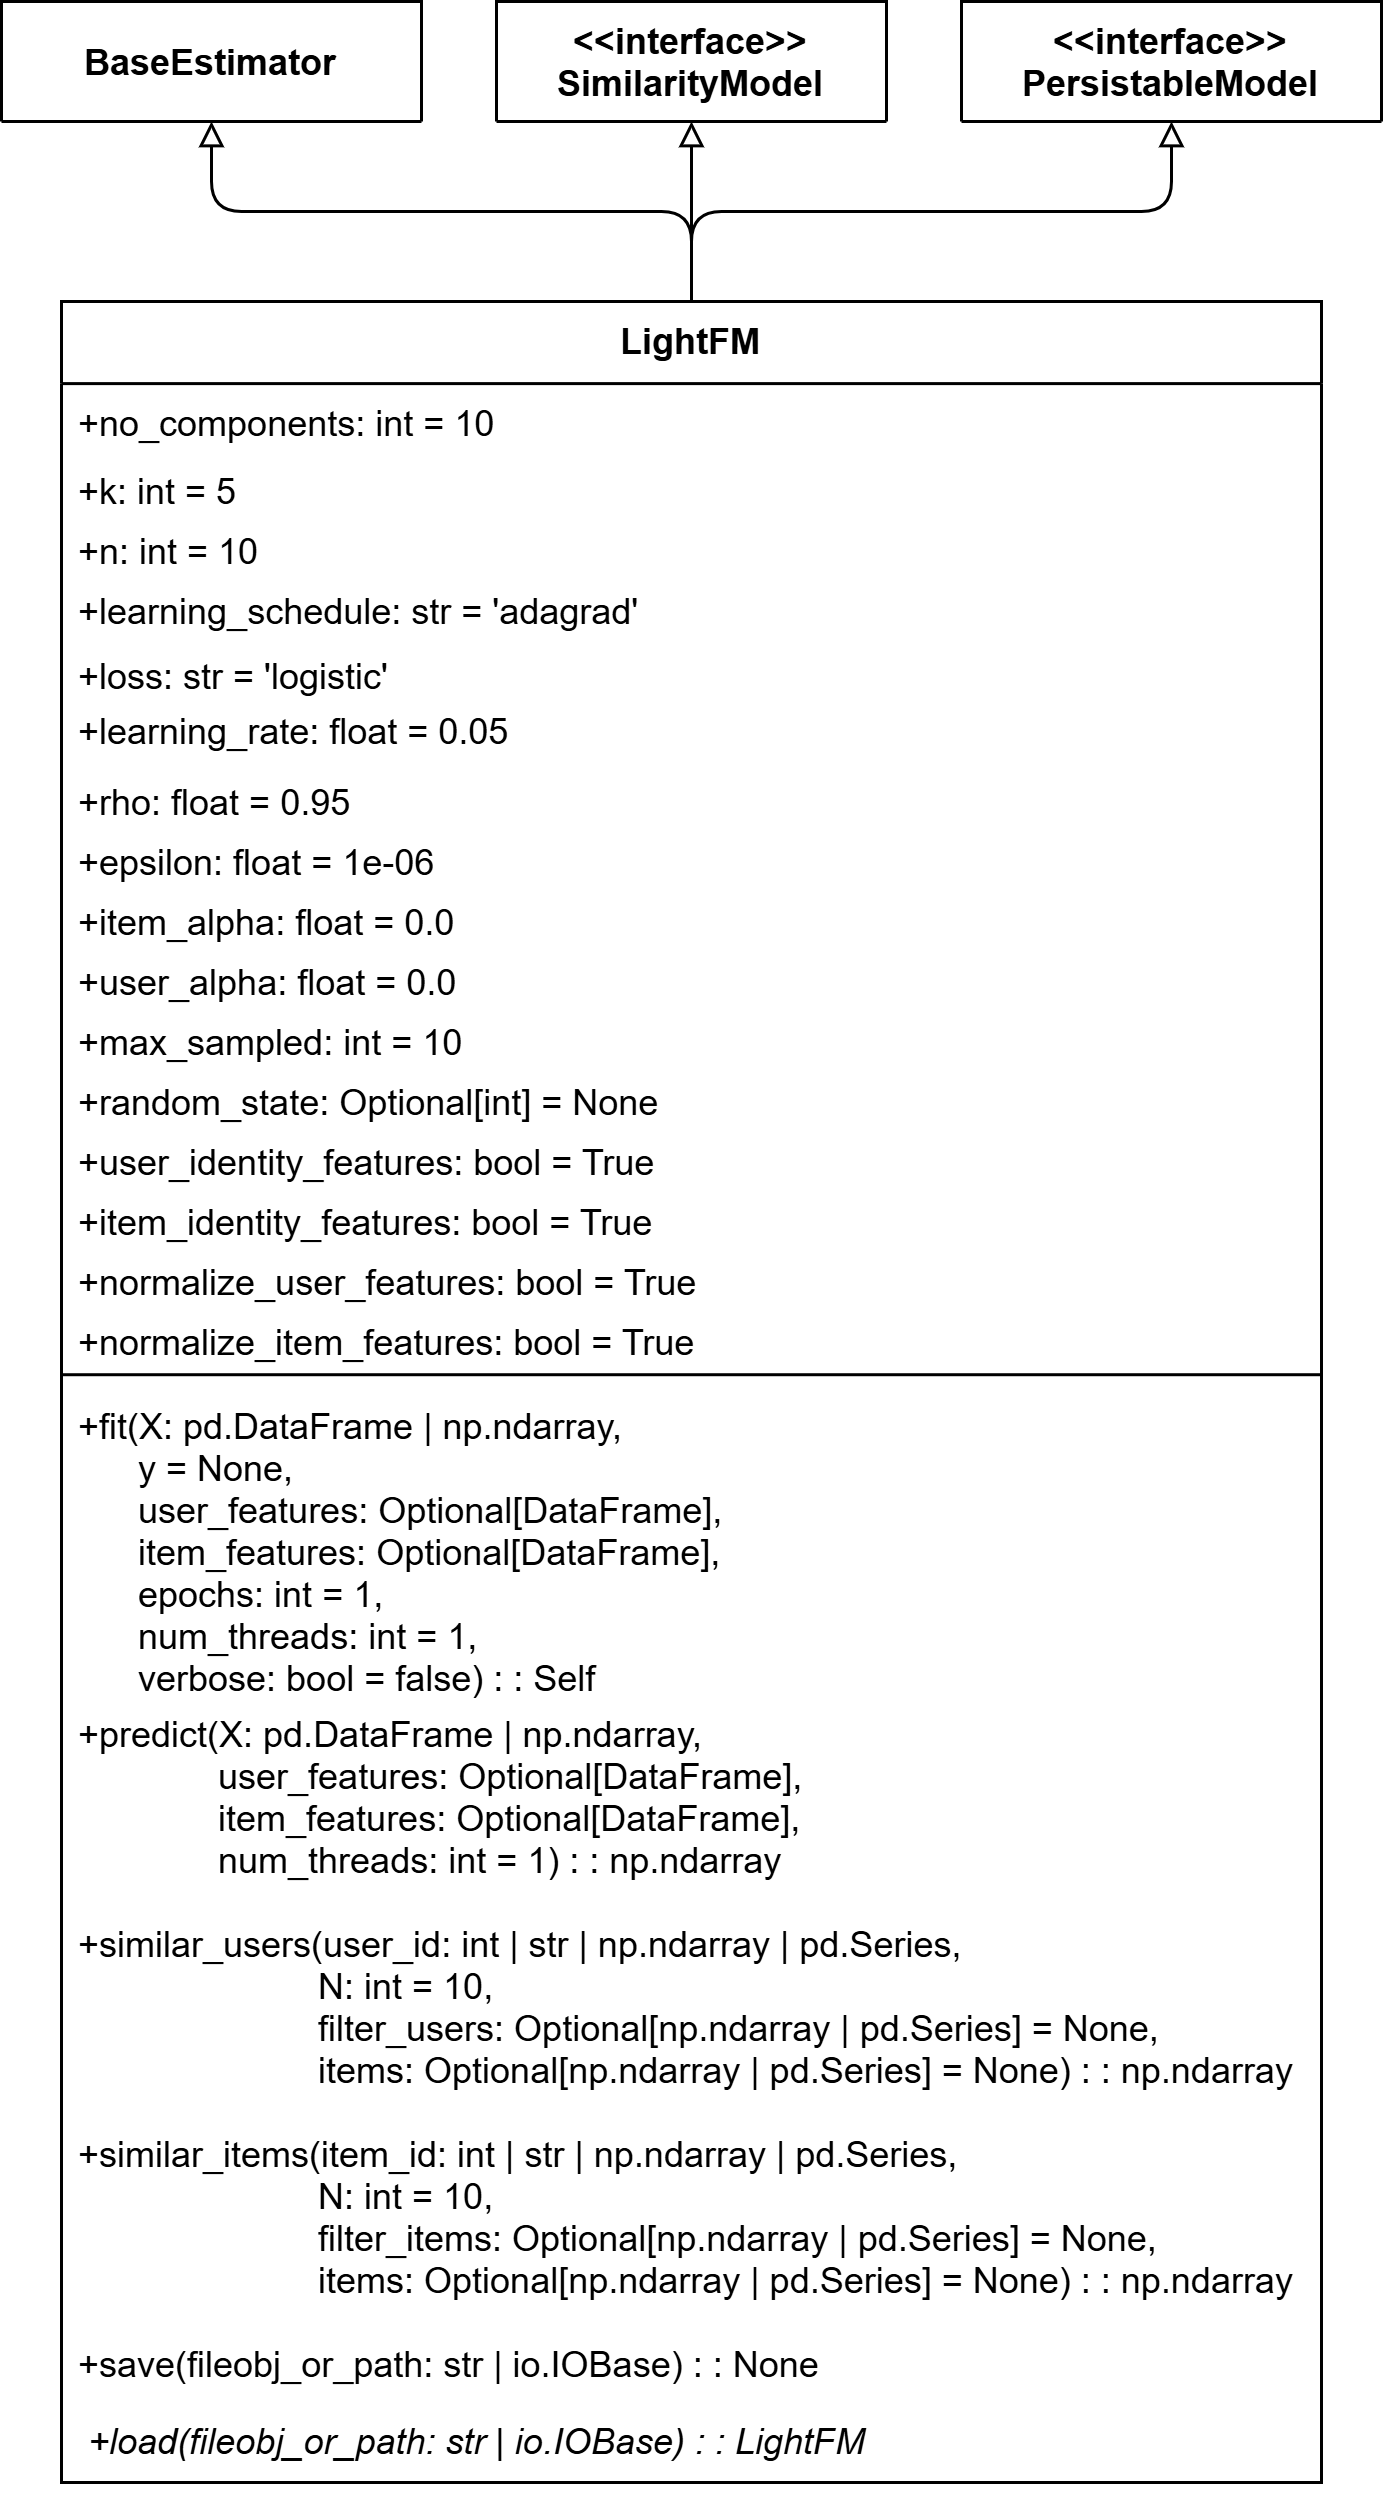 BaseEstimator
<<interface>>
SimilarityModel
<<interface>>
PersistableModel
LightFM
+no_components: int = 10
+k: int = 5
+n: int = 10
+learning_schedule: str = 'adagrad'
+loss: str = 'logistic'
+learning_rate: float = 0.05
+rho: float = 0.95
+epsilon: float = 1e-06
+item_alpha: float = 0.0
+user_alpha: float = 0.0
+max_sampled: int = 10
+random_state: Optional[int] = None
+user_identity_features: bool = True
+item_identity_features: bool = True
+normalize_user_features: bool = True
+normalize_item_features: bool = True
+fit(X: pd.DataFrame | np.ndarray,
y = None,
user_features: Optional[DataFrame],
item_features: Optional[DataFrame],
epochs: int = 1,
num_threads: int = 1,
verbose: bool = false) : : Self
+predict(X: pd.DataFrame | np.ndarray,
user_features: Optional[DataFrame],
item_features: Optional[DataFrame],
num_threads: int = 1) : : np.ndarray
+similar_users(user_id: int | str | np.ndarray | pd.Series,
N: int = 10,
filter_users: Optional[np.ndarray | pd.Series] = None,
items: Optional[np.ndarray | pd.Series] = None) : : np.ndarray
+similar_items(item_id: int | str | np.ndarray | pd.Series,
N: int = 10,
filter_items: Optional[np.ndarray | pd.Series] = None,
items: Optional[np.ndarray | pd.Series] = None) : : np.ndarray
+save(fileobj_or_path: str | io.IOBase) : : None
+load(fileobj_or_path: str | io.IOBase) : : LightFM